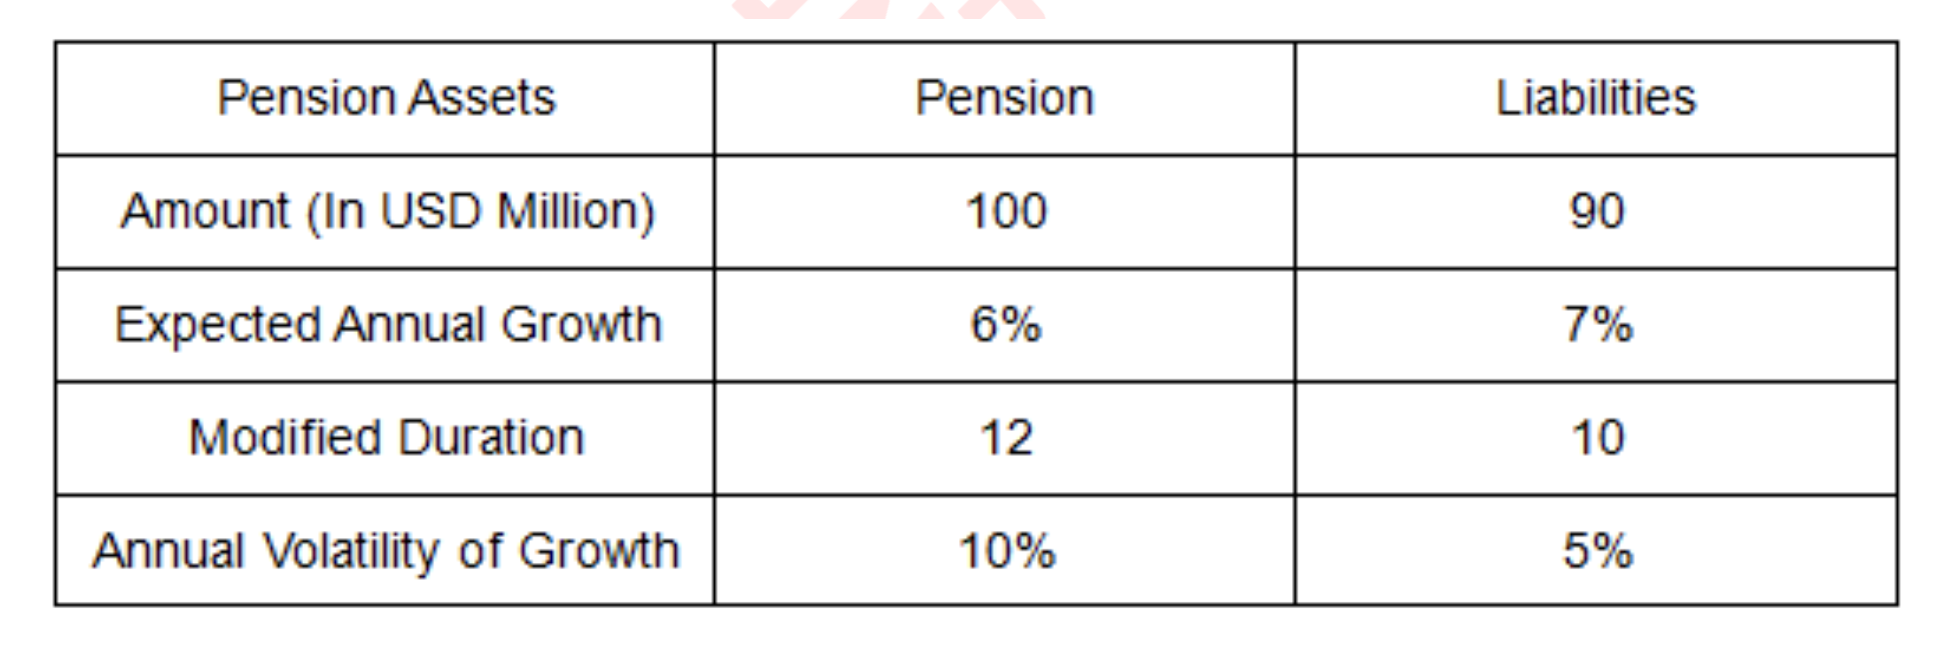 Pension Assets Pension Liabilities
Amount (In USD Million) 100 90
Expected Annual Growth 6% 7%
Modified Duration 12 10
Annual Volatility of Growth 10% 5%